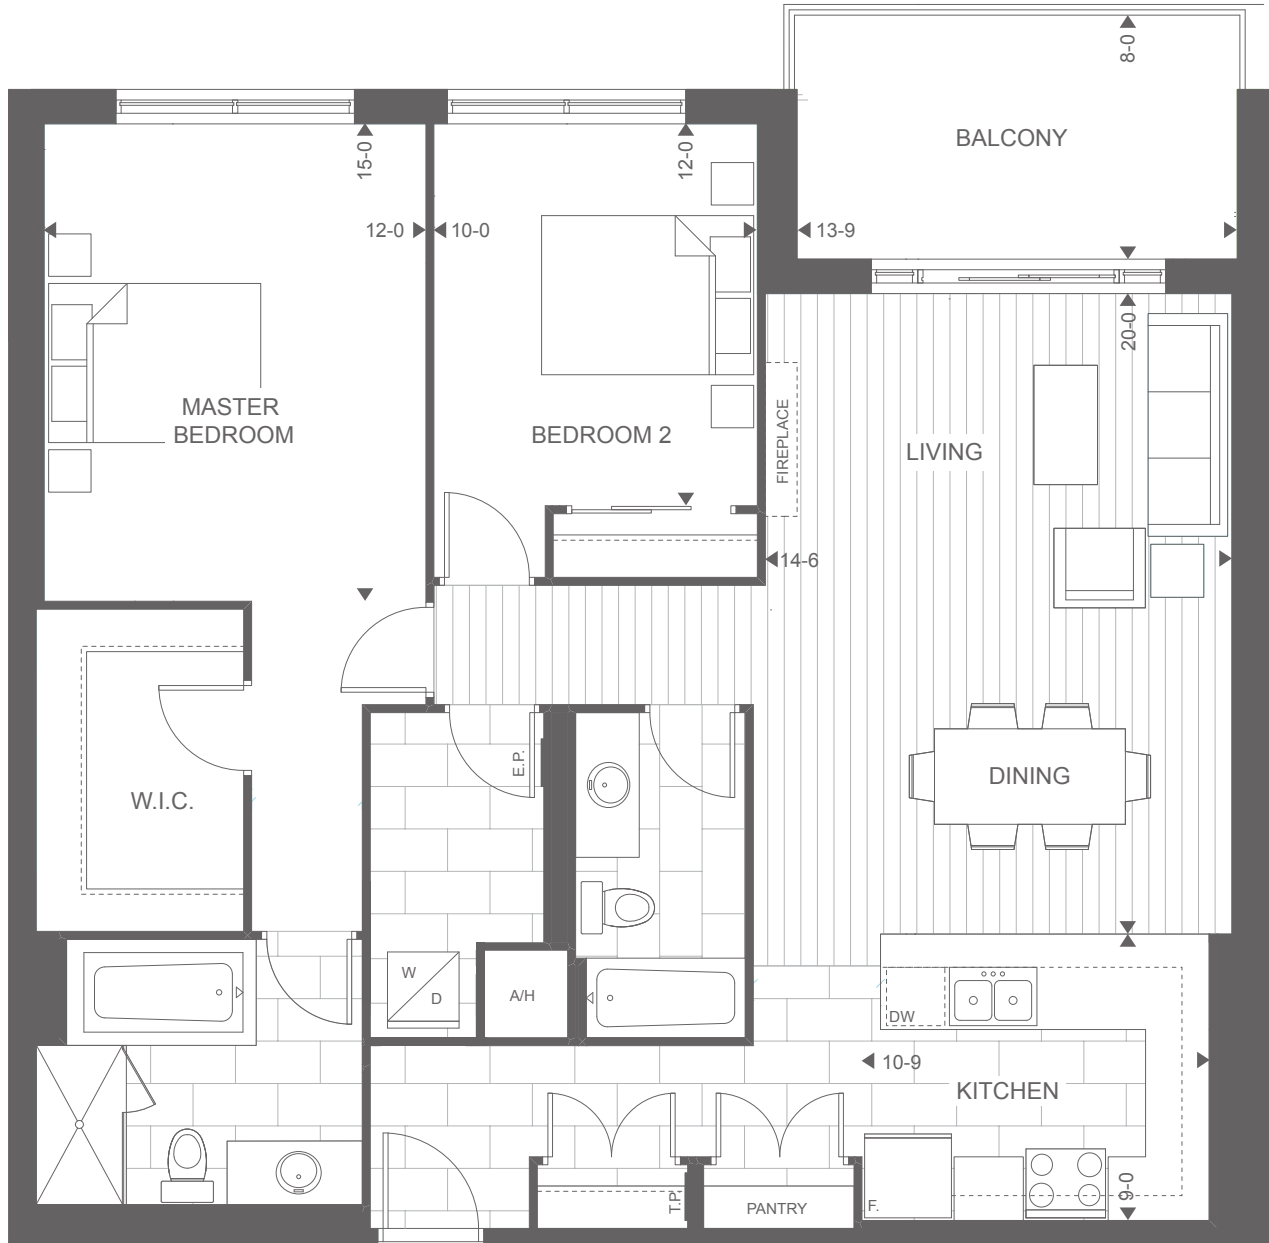 8-0
BALCONY
15-0
12-0
12-0
10-0
13-9
20-0
MASTER
BEDROOM
BEDROOM 2
FIREPLACE
LIVING
14-6
W.I.C.
E.P.
DINING
W
D
A/H
DW
10-9
KITCHEN
T.P.
PANTRY
F.
9-0